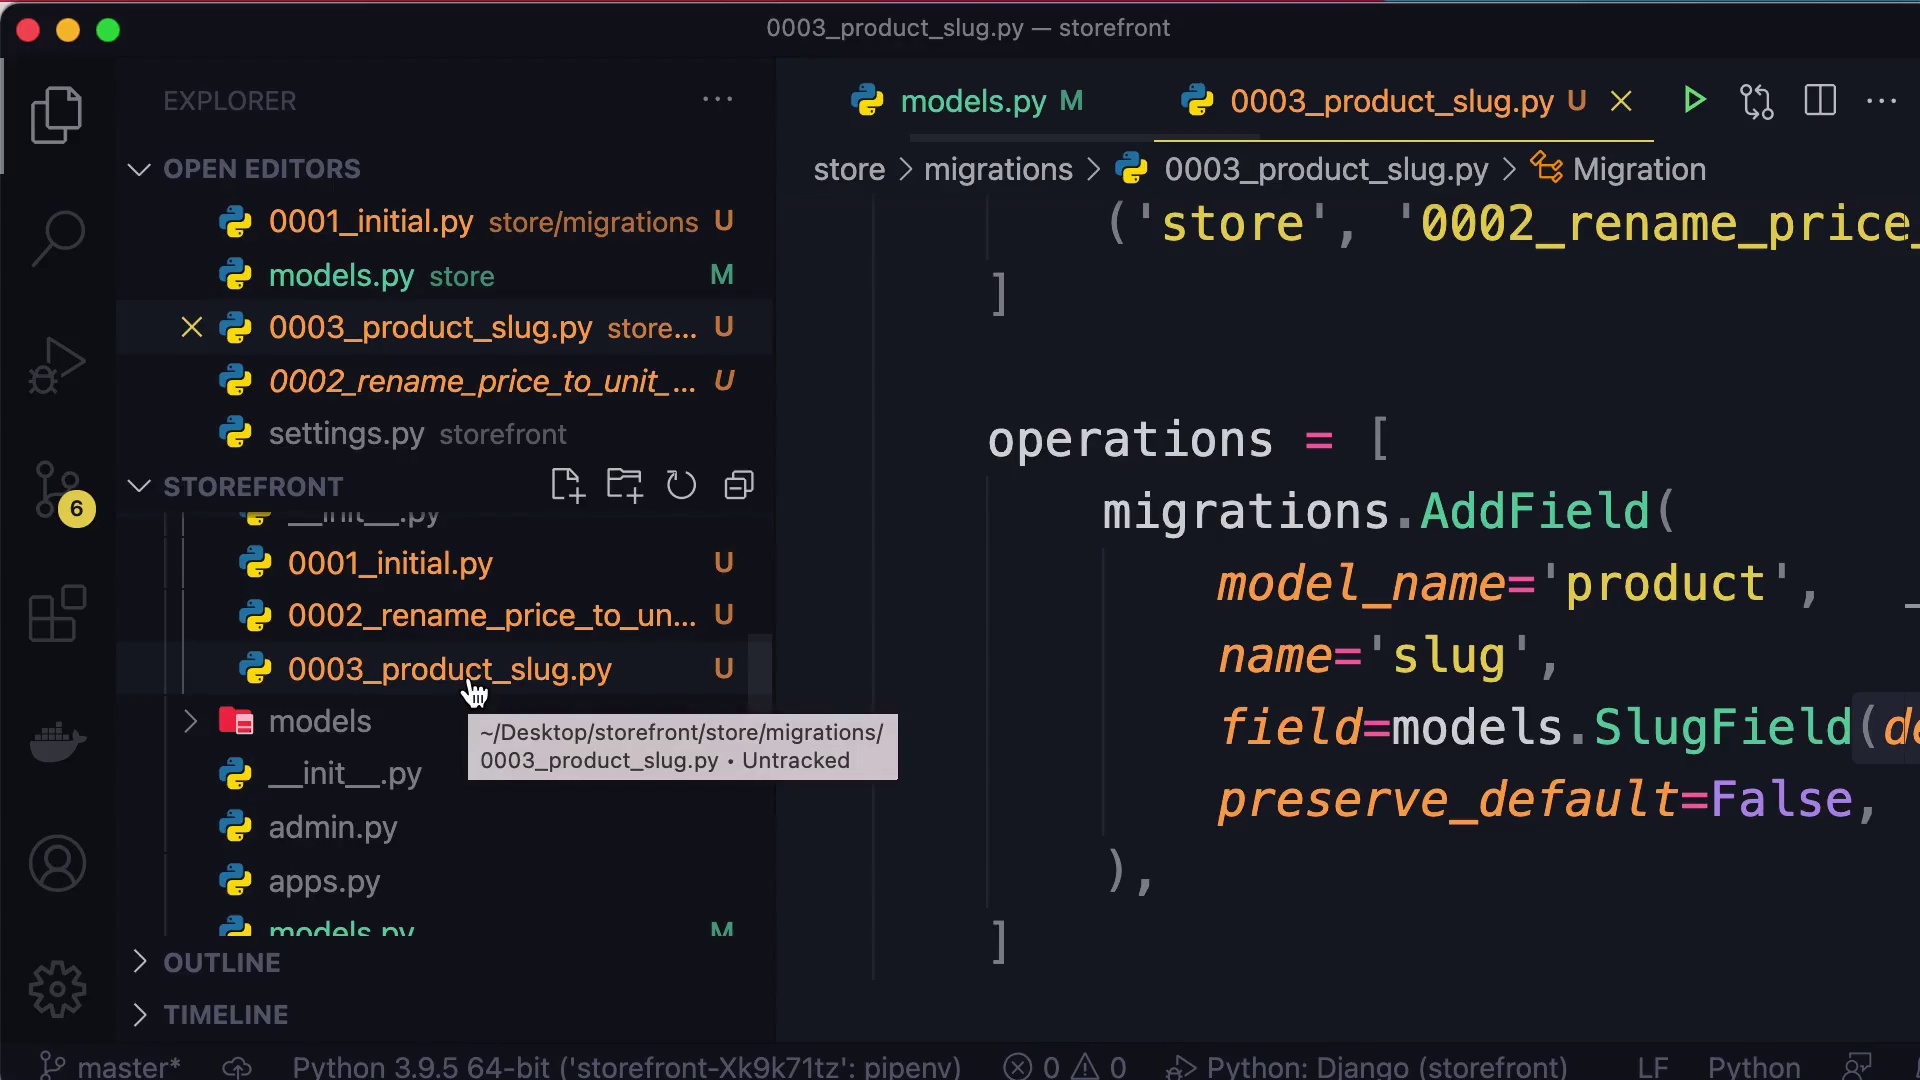 0003_product_slug.py — storefront
EXPLORER
OPEN EDITORS
0001_initial.py store/migrations U
models.py store M
0003_product_slug.py store... U
0002_rename_price_to_unit_... U
settings.py storefront
STOREFRONT
__init__.py
0001_initial.py U
0002_rename_price_to_un... U
0003_product_slug.py U
models
__init__.py
admin.py
apps.py
models.py M
OUTLINE
TIMELINE
6
~/Desktop/storefront/store/migrations/
0003_product_slug.py • Untracked
models.py M
0003_product_slug.py U
store > migrations > 0003_product_slug.py > Migration
('store', '0002_rename_price_
]
operations = [
migrations.AddField(
model_name='product',
name='slug',
field=models.SlugField(de
preserve_default=False,
),
]
master* Python 3.9.5 64-bit ('storefront-Xk9k71tz': pipenv) 0 0 Python: Django (storefront) LF Python